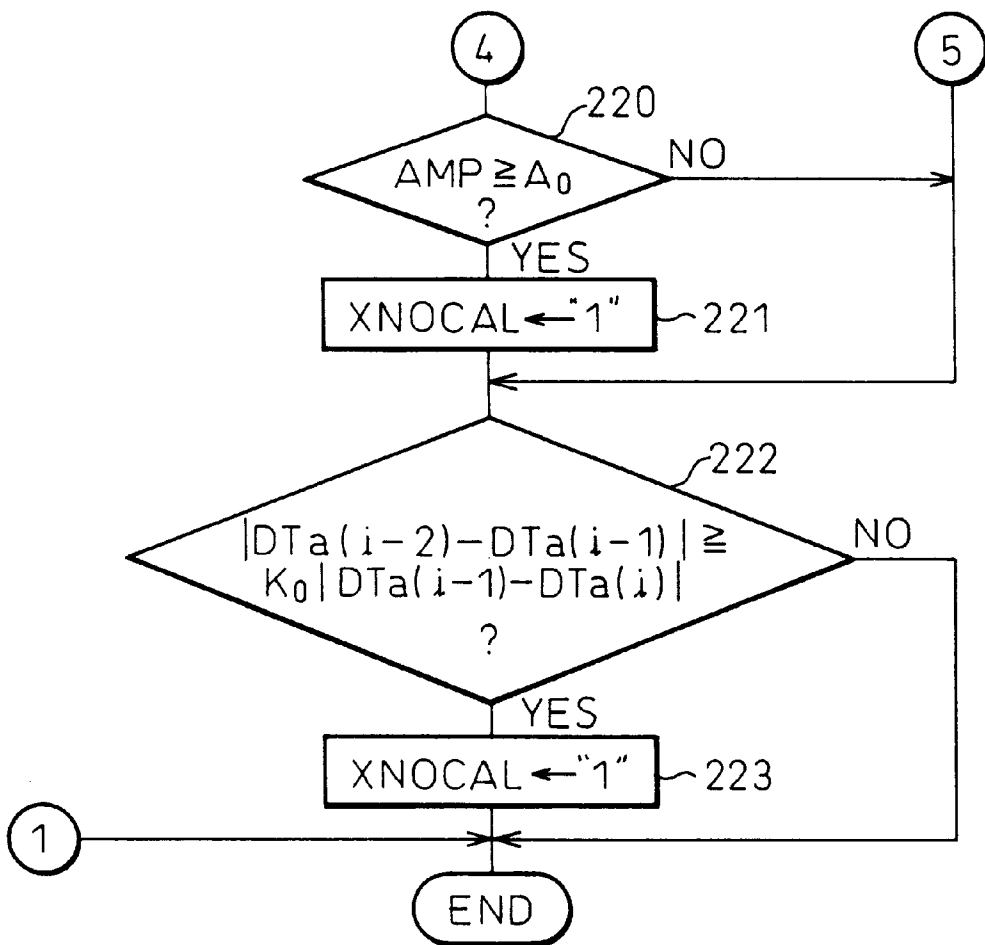 4
5
220
AMP ≧ A₀
?
NO
YES
XNOCAL ← "1"
221
222
|DTa(i-2)-DTa(i-1)| ≧
K₀|DTa(i-1)-DTa(i)|
?
NO
YES
XNOCAL ← "1"
223
1
END